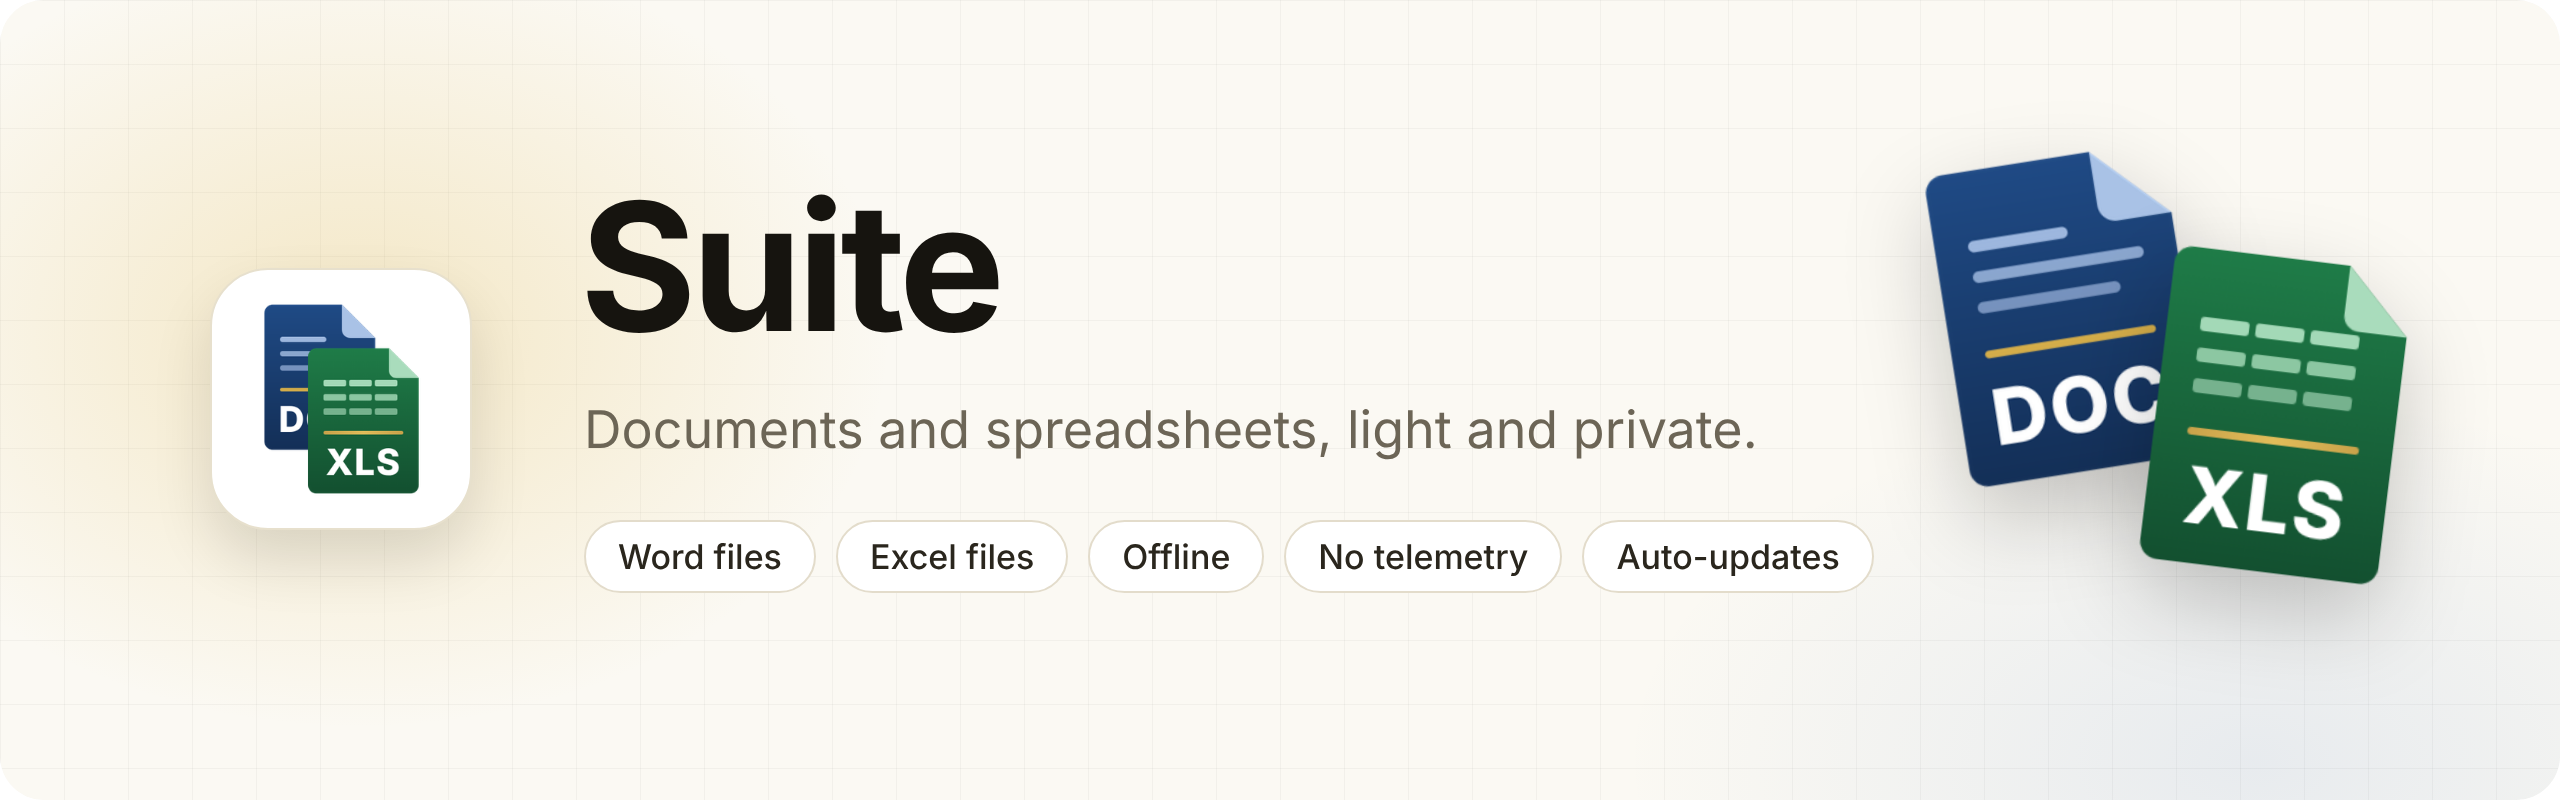 Suite
Documents and spreadsheets, light and private.
Word files
Excel files
Offline
No telemetry
Auto-updates
XLS
DOC
XLS